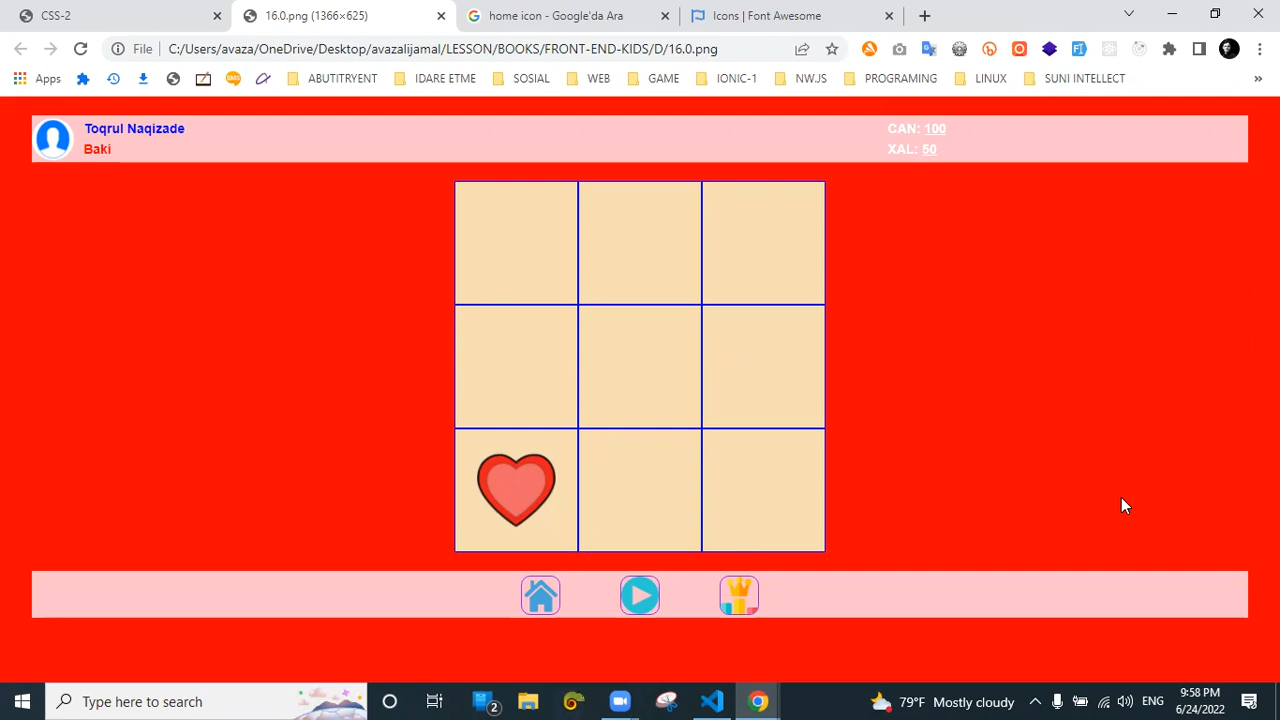 CSS-2
16.0.png (1366×625)
home icon - Google'da Ara
Icons | Font Awesome
File
C:/Users/avaza/OneDrive/Desktop/avazalijamal/LESSON/BOOKS/FRONT-END-KIDS/D/16.0.png
Apps
ABUTITRYENT
IDARE ETME
SOSIAL
WEB
GAME
IONIC-1
NW.JS
PROGRAMING
LINUX
SUNI INTELLECT
»
Toqrul Naqizade
CAN: 100
Baki
XAL: 50
Type here to search
2
79°F Mostly cloudy
ENG
9:58 PM
6/24/2022